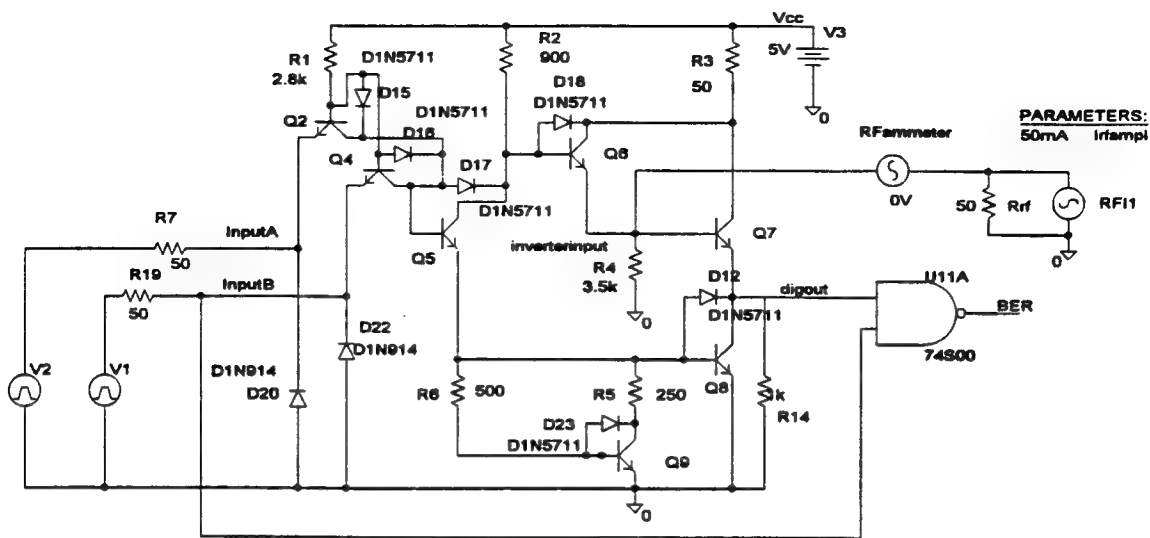 Vcc
V3
5V
0
R1
2.8k
D1N5711
D15
R2
900
D18
D1N5711
R3
50
Q2
D1N5711
D16
Q4
D17
D1N5711
Q6
RFammeter
0V
PARAMETERS:
50mA Irfampl
50 Rrf
RFI1
0
R7
50
InputA
Q5
inverterinput
Q7
R4
3.5k
0
R19
50
InputB
D12
D1N5711
digout
U11A
BER
74S00
D22
D1N914
V2
V1
D1N914
D20
R6
500
R5
250
Q8
1k
R14
D23
D1N5711
Q9
0